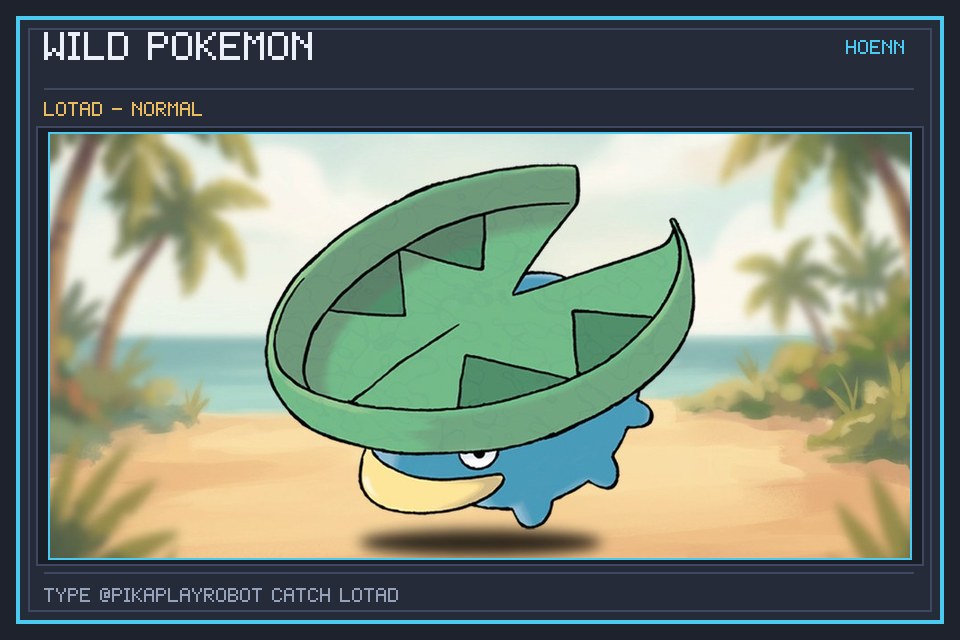 WILD POKEMON
HOENN
LOTAD - NORMAL
TYPE @PIKAPLAYROBOT CATCH LOTAD